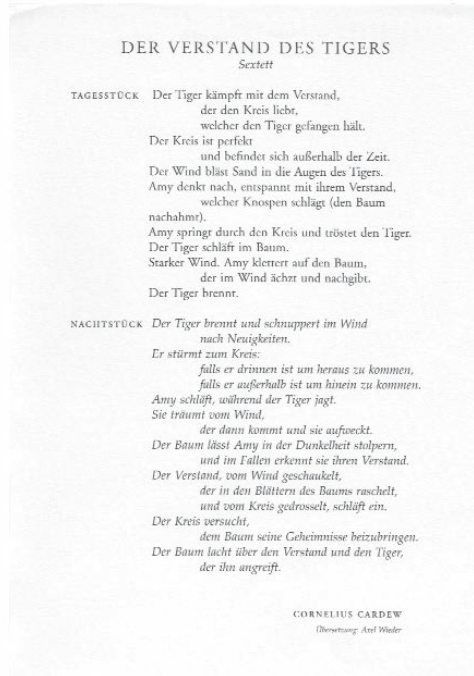 DER VERSTAND DES TIGERS
Sextett
TAGESSTÜCK Der Tiger kämpft mit dem Verstand,
der den Kreis liebt,
welcher den Tiger gefangen hält.
Der Kreis ist perfekt
und befindet sich außerhalb der Zeit.
Der Wind bläst Sand in die Augen des Tigers.
Amy denkt nach, entspannt mit ihrem Verstand,
welcher Knospen schlägt (den Baum
nachahmt).
Amy springt durch den Kreis und tröstet den Tiger.
Der Tiger schläft im Baum.
Starker Wind. Amy klettert auf den Baum,
der im Wind ächzt und nachgibt.
Der Tiger brennt.
NACHTSTÜCK Der Tiger brennt und schnuppert im Wind
nach Neuigkeiten.
Er stürmt zum Kreis:
falls er drinnen ist um heraus zu kommen,
falls er außerhalb ist um hinein zu kommen.
Amy schläft, während der Tiger jagt.
Sie träumt vom Wind,
der dann kommt und sie aufweckt.
Der Baum lässt Amy in der Dunkelheit stolpern,
und im Fallen erkennt sie ihren Verstand.
Der Verstand, vom Wind geschaukelt,
der in den Blättern des Baums raschelt,
und vom Kreis gedrosselt, schläft ein.
Der Kreis versucht,
dem Baum seine Geheimnisse beizubringen.
Der Baum lacht über den Verstand und den Tiger,
der ihn angreift.
CORNELIUS CARDEW
Übersetzung: Axel Wieder